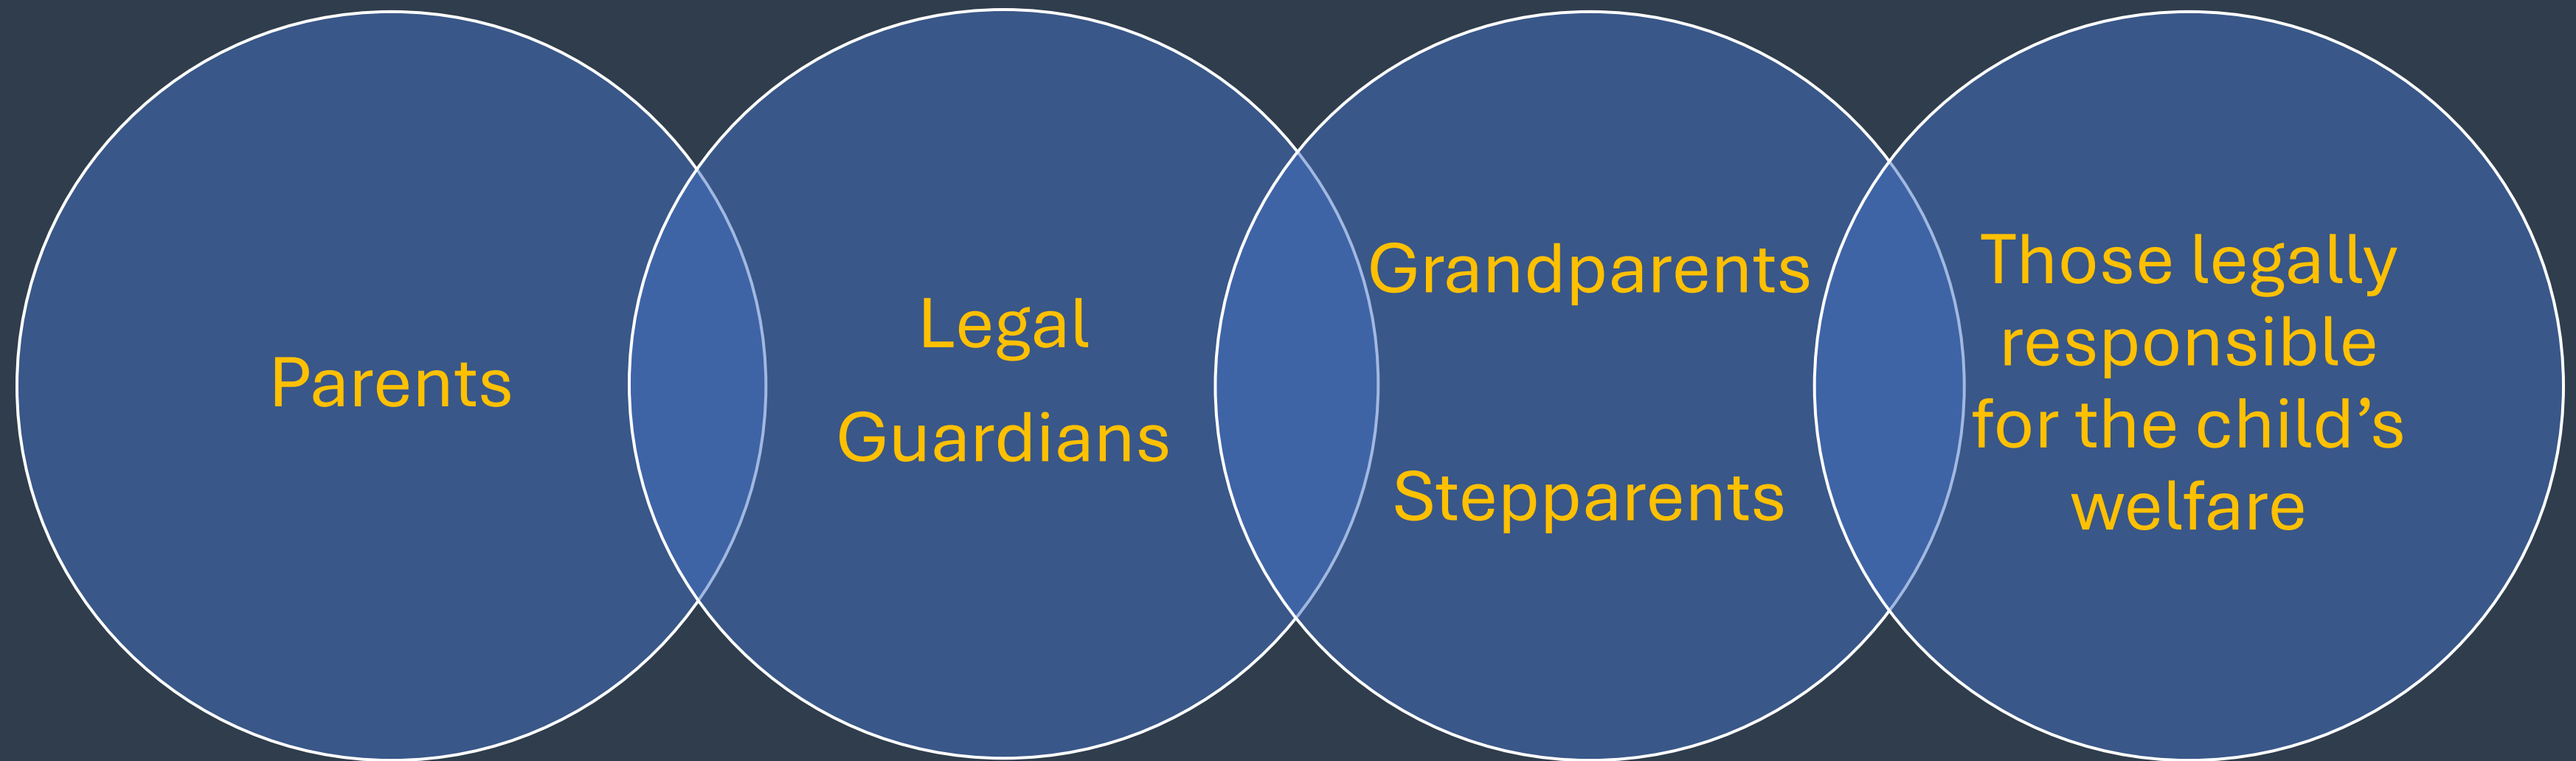 Parents
Legal
Guardians
Grandparents
Stepparents
Those legally
responsible
for the child’s
welfare